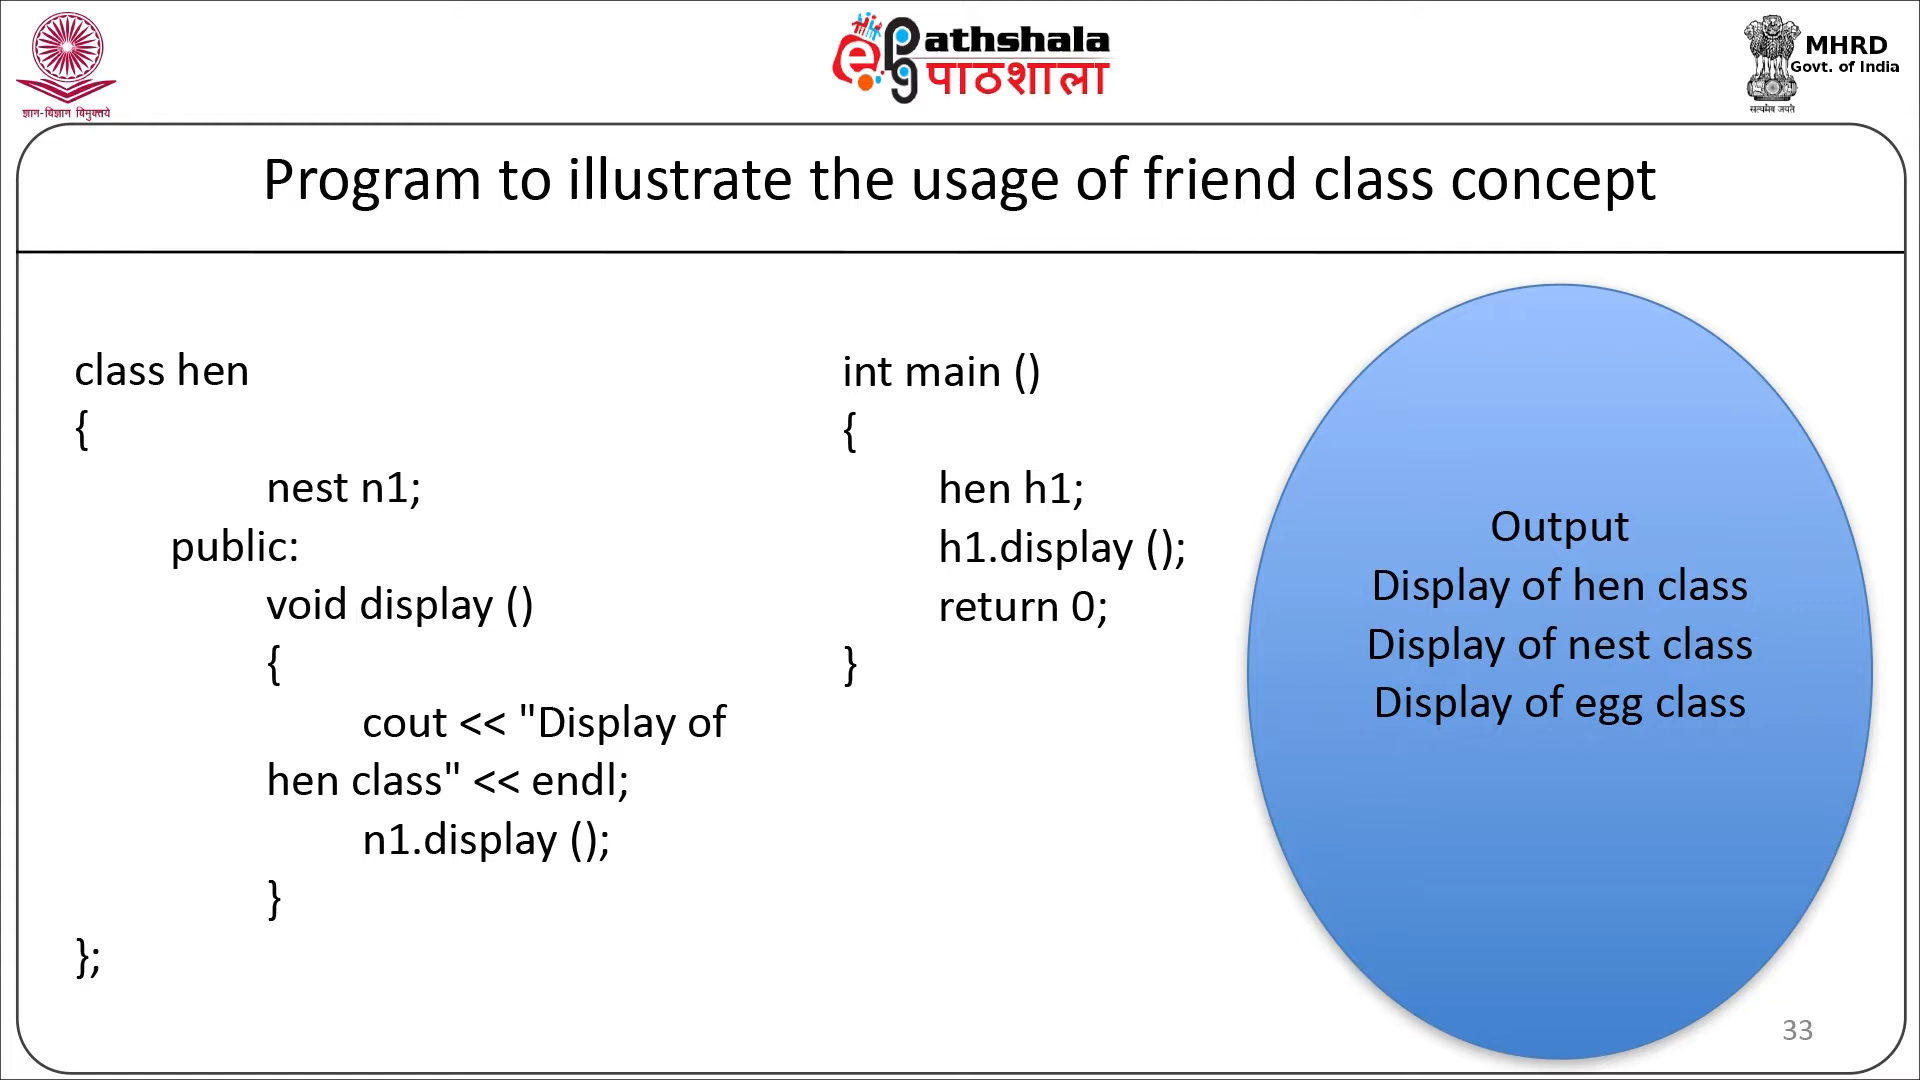 ज्ञान-विज्ञान विमुक्तये
ePg Pathshala
पाठशाला
MHRD
Govt. of India
सत्यमेव जयते
Program to illustrate the usage of friend class concept
class hen
{
nest n1;
public:
void display ()
{
cout << "Display of
hen class" << endl;
n1.display ();
}
};
int main ()
{
hen h1;
h1.display ();
return 0;
}
Output
Display of hen class
Display of nest class
Display of egg class
33